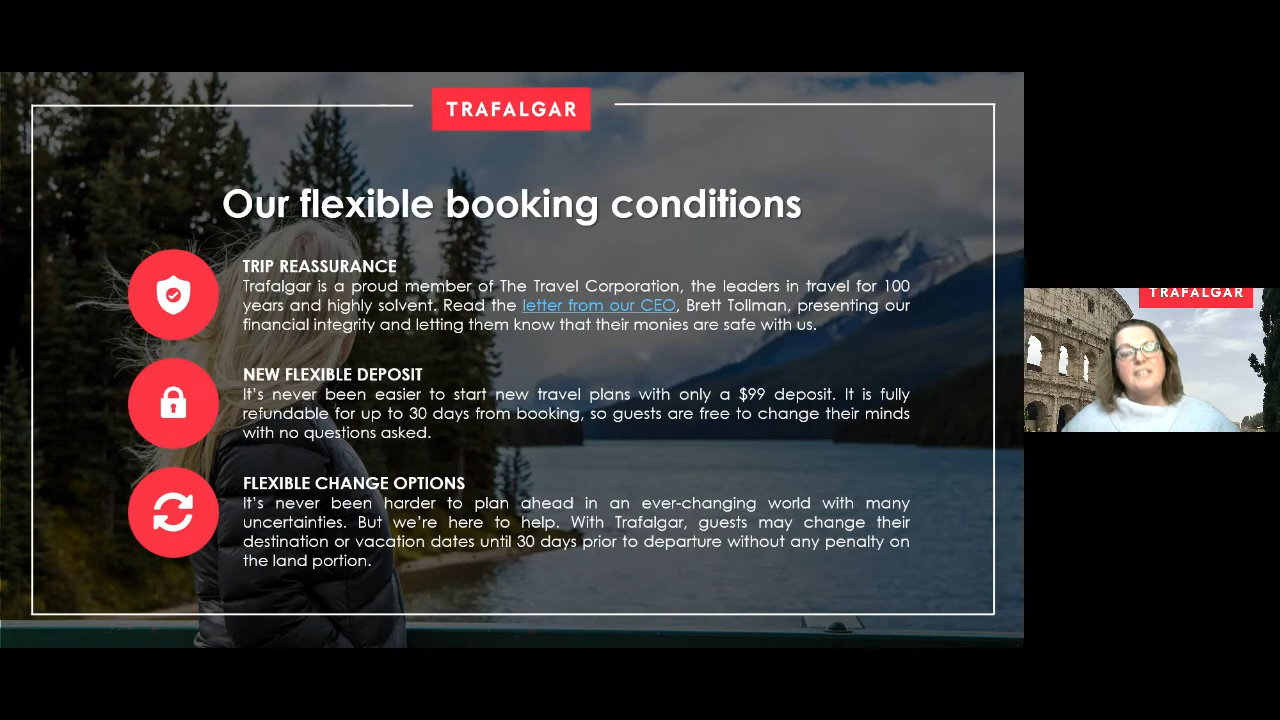 TRAFALGAR
Our flexible booking conditions
TRIP REASSURANCE
Trafalgar is a proud member of The Travel Corporation, the leaders in travel for 100
years and highly solvent. Read the letter from our CEO, Brett Tollman, presenting our
financial integrity and letting them know that their monies are safe with us.
NEW FLEXIBLE DEPOSIT
It's never been easier to start new travel plans with only a $99 deposit. It is fully
refundable for up to 30 days from booking, so guests are free to change their minds
with no questions asked.
FLEXIBLE CHANGE OPTIONS
It's never been harder to plan ahead in an ever-changing world with many
uncertainties. But we're here to help. With Trafalgar, guests may change their
destination or vacation dates until 30 days prior to departure without any penalty on
the land portion.
TRAFALGAR